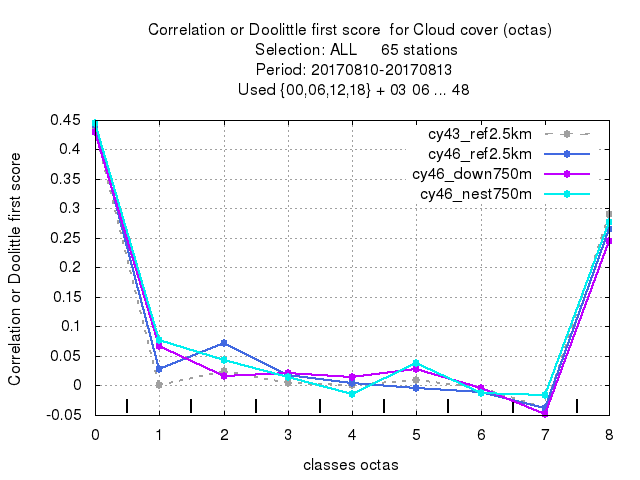 Correlation or Doolittle first score  for Cloud cover (octas)
Selection: ALL     65 stations
Period: 20170810-20170813
Used {00,06,12,18} + 03 06 ... 48
Correlation or Doolittle first score
0.45
0.4
0.35
0.3
0.25
0.2
0.15
0.1
0.05
0
-0.05
cy43_ref2.5km
cy46_ref2.5km
cy46_down750m
cy46_nest750m
0 1 2 3 4 5 6 7 8
classes octas